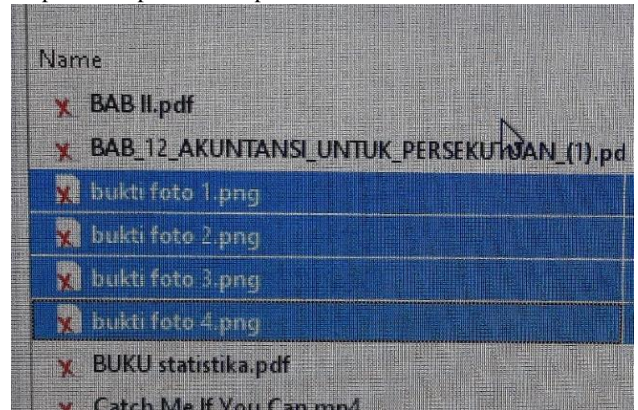 Name
BAB II.pdf
BAB_12_AKUNTANSI_UNTUK_PERSEKUTUAN_(1).pd
bukti foto 1.png
bukti foto 2.png
bukti foto 3.png
bukti foto 4.png
BUKU statistika.pdf
Catch Me If You Can.mp4